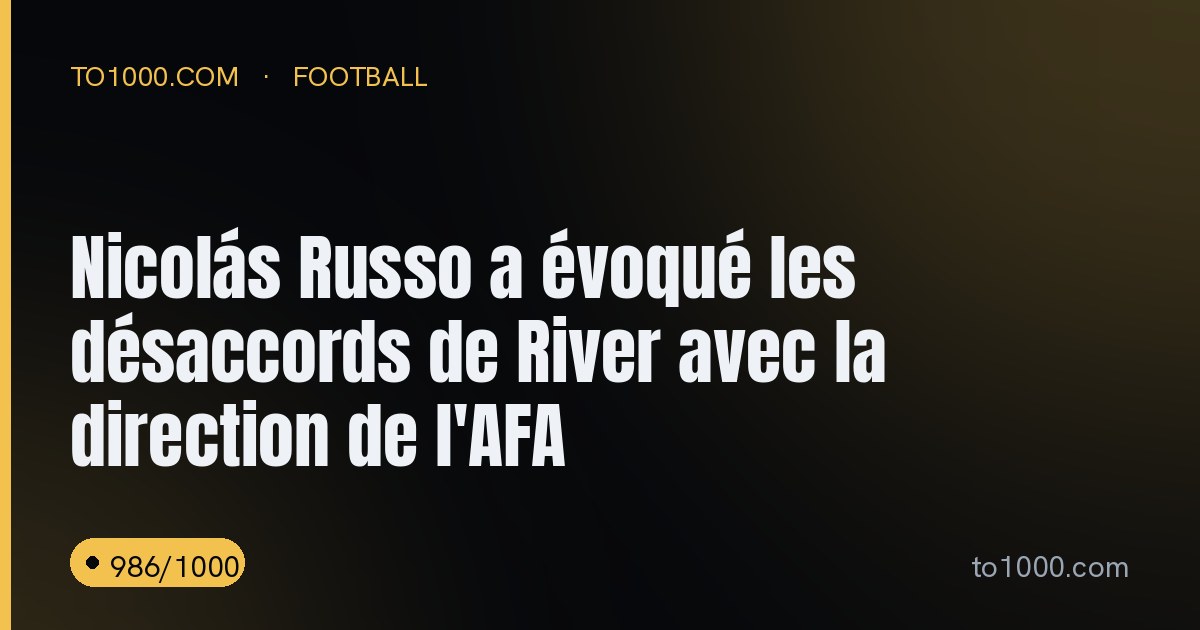 TO1000.COM · FOOTBALL
Nicolás Russo a évoqué les
désaccords de River avec la
direction de l'AFA
986/1000
to1000.com